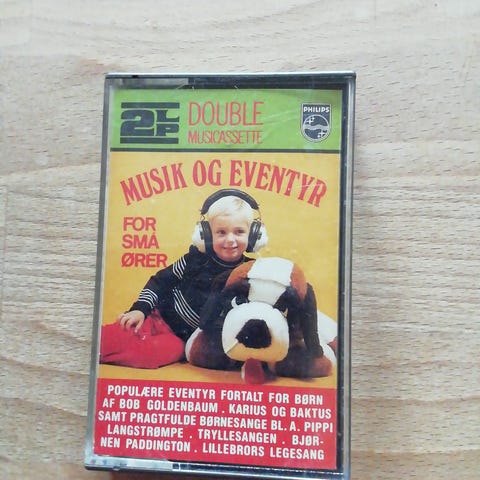 2LP
DOUBLE
MUSICASSETTE
PHILIPS
MUSIK OG EVENTYR
FOR
SMÅ
ØRER
POPULÆRE EVENTYR FORTALT FOR BØRN
AF BOB GOLDENBAUM . KARIUS OG BAKTUS
SAMT PRAGTFULDE BØRNESANGE BL. A. PIPPI
LANGSTRØMPE . TRYLLESANGEN . BJØR-
NEN PADDINGTON . LILLEBRORS LEGESANG